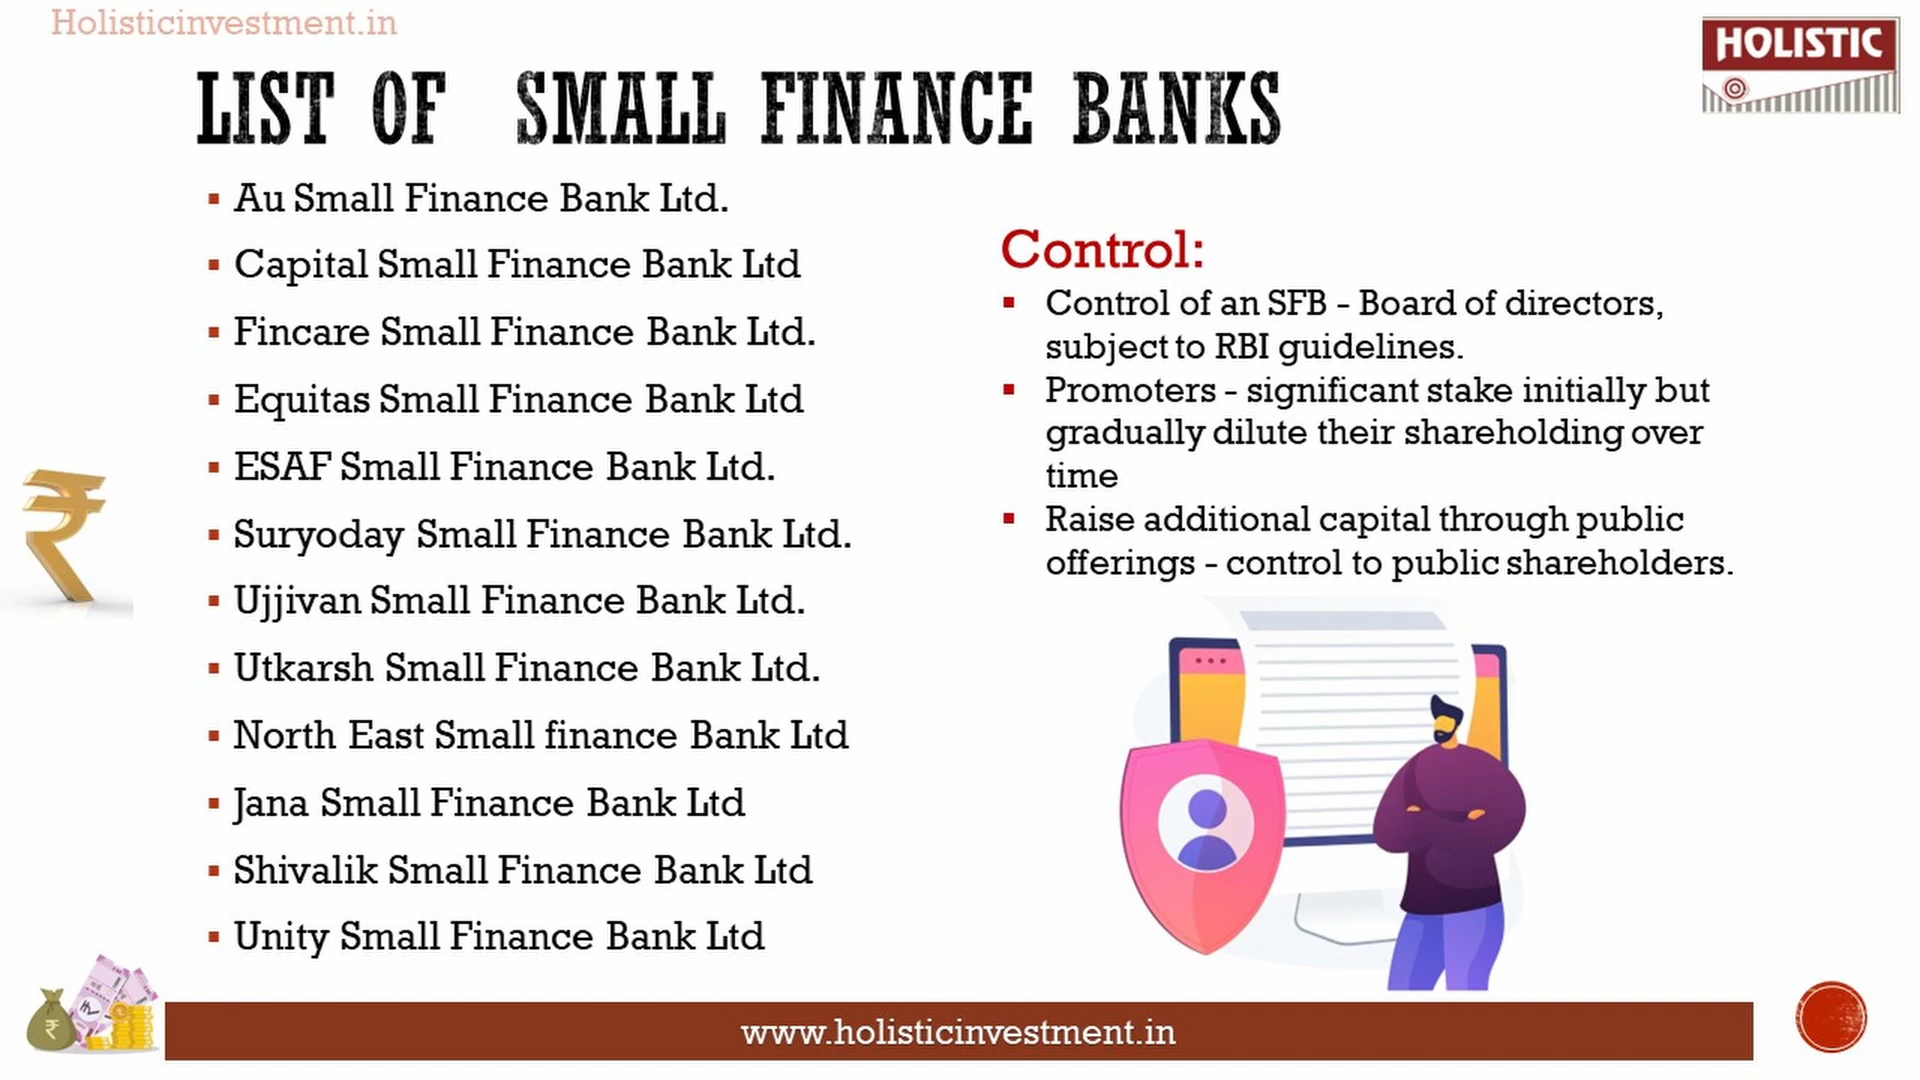 Holisticinvestment.in
HOLISTIC
LIST OF SMALL FINANCE BANKS
▪ Au Small Finance Bank Ltd.
▪ Capital Small Finance Bank Ltd
▪ Fincare Small Finance Bank Ltd.
▪ Equitas Small Finance Bank Ltd
▪ ESAF Small Finance Bank Ltd.
▪ Suryoday Small Finance Bank Ltd.
▪ Ujjivan Small Finance Bank Ltd.
▪ Utkarsh Small Finance Bank Ltd.
▪ North East Small finance Bank Ltd
▪ Jana Small Finance Bank Ltd
▪ Shivalik Small Finance Bank Ltd
▪ Unity Small Finance Bank Ltd
Control:
▪ Control of an SFB – Board of directors,
subject to RBI guidelines.
▪ Promoters – significant stake initially but
gradually dilute their shareholding over
time
▪ Raise additional capital through public
offerings – control to public shareholders.
www.holisticinvestment.in